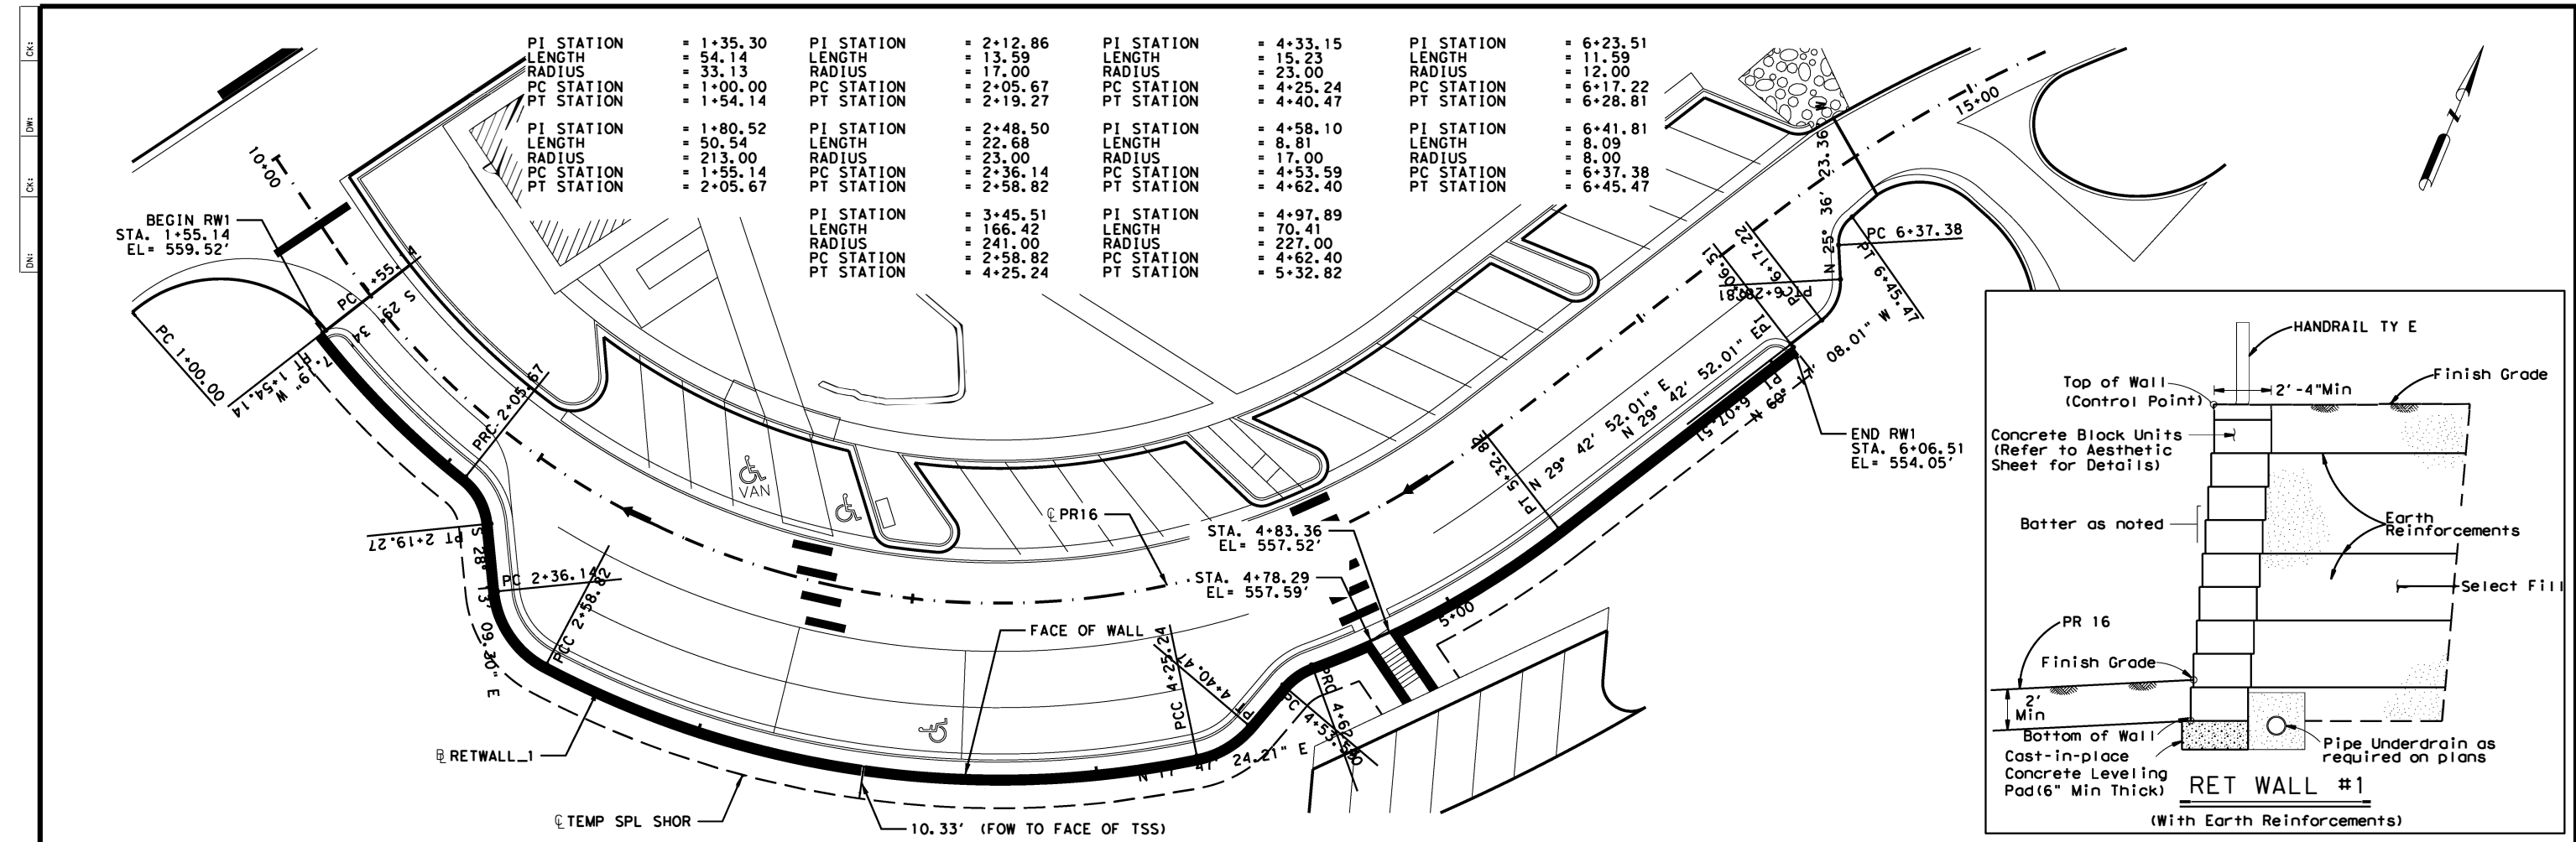 CK:
DW:
CK:
DN:
PI STATION = 1+35.30
LENGTH = 54.14
RADIUS = 33.13
PC STATION = 1+00.00
PT STATION = 1+54.14
PI STATION = 1+80.52
LENGTH = 50.54
RADIUS = 213.00
PC STATION = 1+55.14
PT STATION = 2+05.67
PI STATION = 2+12.86
LENGTH = 13.59
RADIUS = 17.00
PC STATION = 2+05.67
PT STATION = 2+19.27
PI STATION = 2+48.50
LENGTH = 22.68
RADIUS = 23.00
PC STATION = 2+36.14
PT STATION = 2+58.82
PI STATION = 3+45.51
LENGTH = 166.42
RADIUS = 241.00
PC STATION = 2+58.82
PT STATION = 4+25.24
PI STATION = 4+33.15
LENGTH = 15.23
RADIUS = 23.00
PC STATION = 4+25.24
PT STATION = 4+40.47
PI STATION = 4+58.10
LENGTH = 8.81
RADIUS = 17.00
PC STATION = 4+53.59
PT STATION = 4+62.40
PI STATION = 4+97.89
LENGTH = 70.41
RADIUS = 227.00
PC STATION = 4+62.40
PT STATION = 5+32.82
PI STATION = 6+23.51
LENGTH = 11.59
RADIUS = 12.00
PC STATION = 6+17.22
PT STATION = 6+28.81
PI STATION = 6+41.81
LENGTH = 8.09
RADIUS = 8.00
PC STATION = 6+37.38
PT STATION = 6+45.47
10+00
BEGIN RW1
STA. 1+55.14
EL= 559.52'
PC 1+00.00
PT 1+54.14
PRC 2+05.67
PT 2+19.27
PC 2+36.14
PCC 2+58.82
VAN
℄ PR16
STA. 4+83.36
EL= 557.52'
STA. 4+78.29
EL= 557.59'
FACE OF WALL
PCC 4+25.24
PT 4+40.47
PC 4+53.59
5+00
PT 5+32.82
N 29° 42' 52.01" E
N 29° 42' 52.01" E
END RW1
STA. 6+06.51
EL= 554.05'
PC 6+37.38
PT 6+45.47
15+00
N
RETWALL_1
℄ TEMP SPL SHOR
10.33' (FOW TO FACE OF TSS)
HANDRAIL TY E
Top of Wall
(Control Point)
2'-4"Min
Finish Grade
Concrete Block Units
(Refer to Aesthetic
Sheet for Details)
Batter as noted
Earth
Reinforcements
Select Fill
PR 16
Finish Grade
2'
Min
Bottom of Wall
Cast-in-place
Concrete Leveling
Pad(6" Min Thick)
Pipe Underdrain as
required on plans
RET WALL #1
(With Earth Reinforcements)